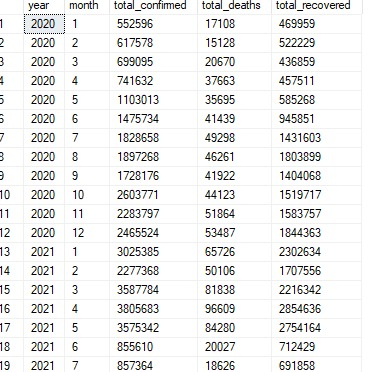 year month total_confirmed total_deaths total_recovered
1 2020 1 552596 17108 469959
2 2020 2 617578 15128 522229
3 2020 3 699095 20670 436859
4 2020 4 741632 37663 457511
5 2020 5 1103013 35695 585268
6 2020 6 1475734 41439 945851
7 2020 7 1828658 49298 1431603
8 2020 8 1897268 46261 1803899
9 2020 9 1728176 41922 1404068
10 2020 10 2603771 44123 1519717
11 2020 11 2283797 51864 1583757
12 2020 12 2465524 53487 1844363
13 2021 1 3025385 65726 2302634
14 2021 2 2277368 50106 1707556
15 2021 3 3587784 81838 2216342
16 2021 4 3805683 96609 2854636
17 2021 5 3575342 84280 2754164
18 2021 6 855610 20027 712429
19 2021 7 857364 18626 691858